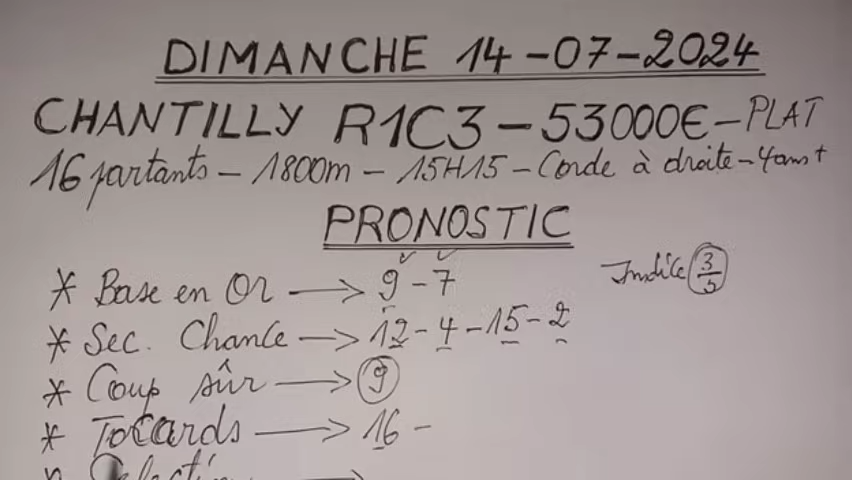 DIMANCHE 14-07-2024
CHANTILLY R1C3-53000€-PLAT
16 partants-1800m-15H15-Corde à droite-4ans+
PRONOSTIC
Indice 3/5
* Base en Or → 9-7
* Sec. Chance → 12-4-15-2
* Coup sûr → 9
* Tocards → 16-